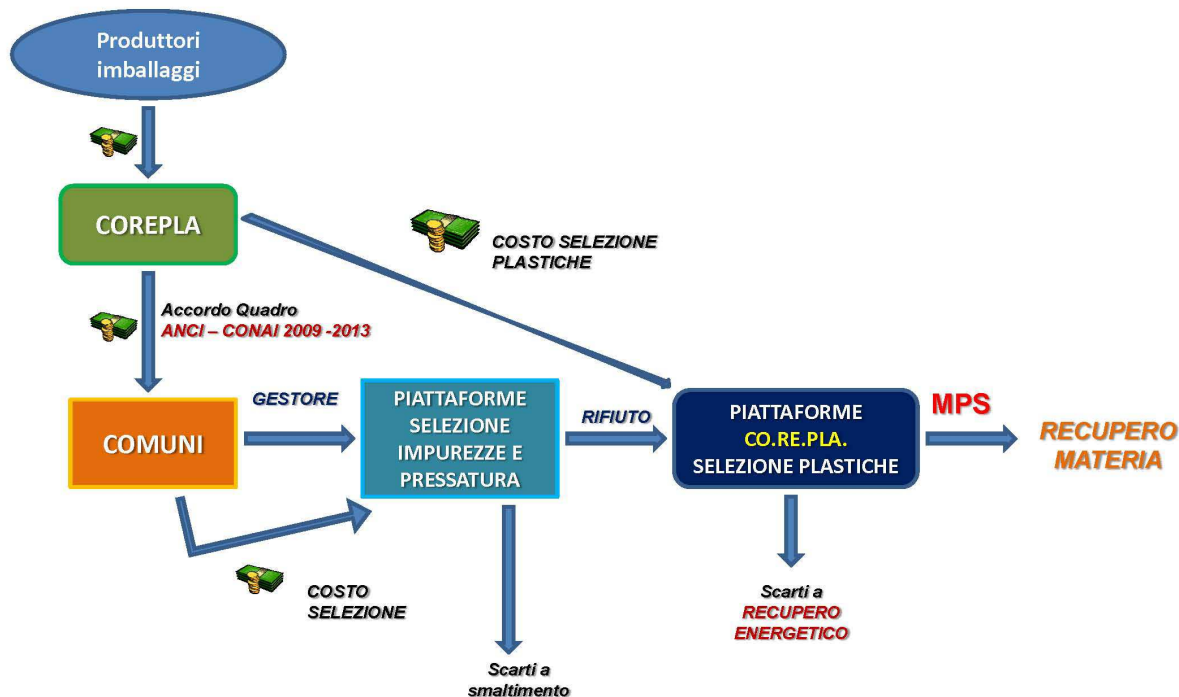 Produttori
imballaggi
COREPLA
COSTO SELEZIONE
PLASTICHE
Accordo Quadro
ANCI – CONAI 2009 -2013
COMUNI
GESTORE
PIATTAFORME
SELEZIONE
IMPUREZZE E
PRESSATURA
RIFIUTO
PIATTAFORME
CO.RE.PLA.
SELEZIONE PLASTICHE
MPS
RECUPERO
MATERIA
COSTO
SELEZIONE
Scarti a
RECUPERO
ENERGETICO
Scarti a
smaltimento